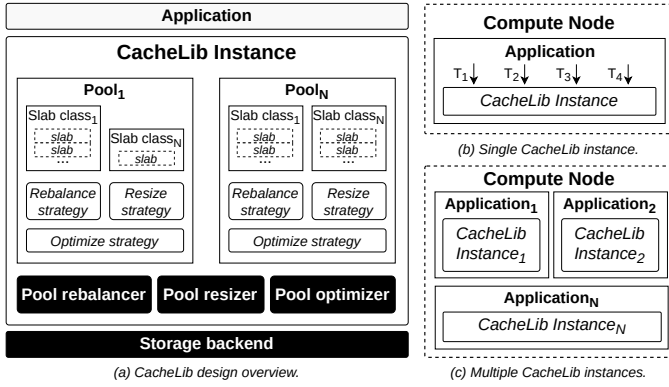 Application
CacheLib Instance
Pool1
Slab class1
slab
slab
...
Slab classN
slab
Rebalance
strategy
Resize
strategy
Optimize strategy
PoolN
Slab class1
slab
slab
...
Slab classN
slab
slab
...
Rebalance
strategy
Resize
strategy
Optimize strategy
Pool rebalancer
Pool resizer
Pool optimizer
Storage backend
(a) CacheLib design overview.
Compute Node
Application
T1 T2 T3 T4
CacheLib Instance
(b) Single CacheLib instance.
Compute Node
Application1
CacheLib
Instance1
Application2
CacheLib
Instance2
ApplicationN
CacheLib InstanceN
(c) Multiple CacheLib instances.